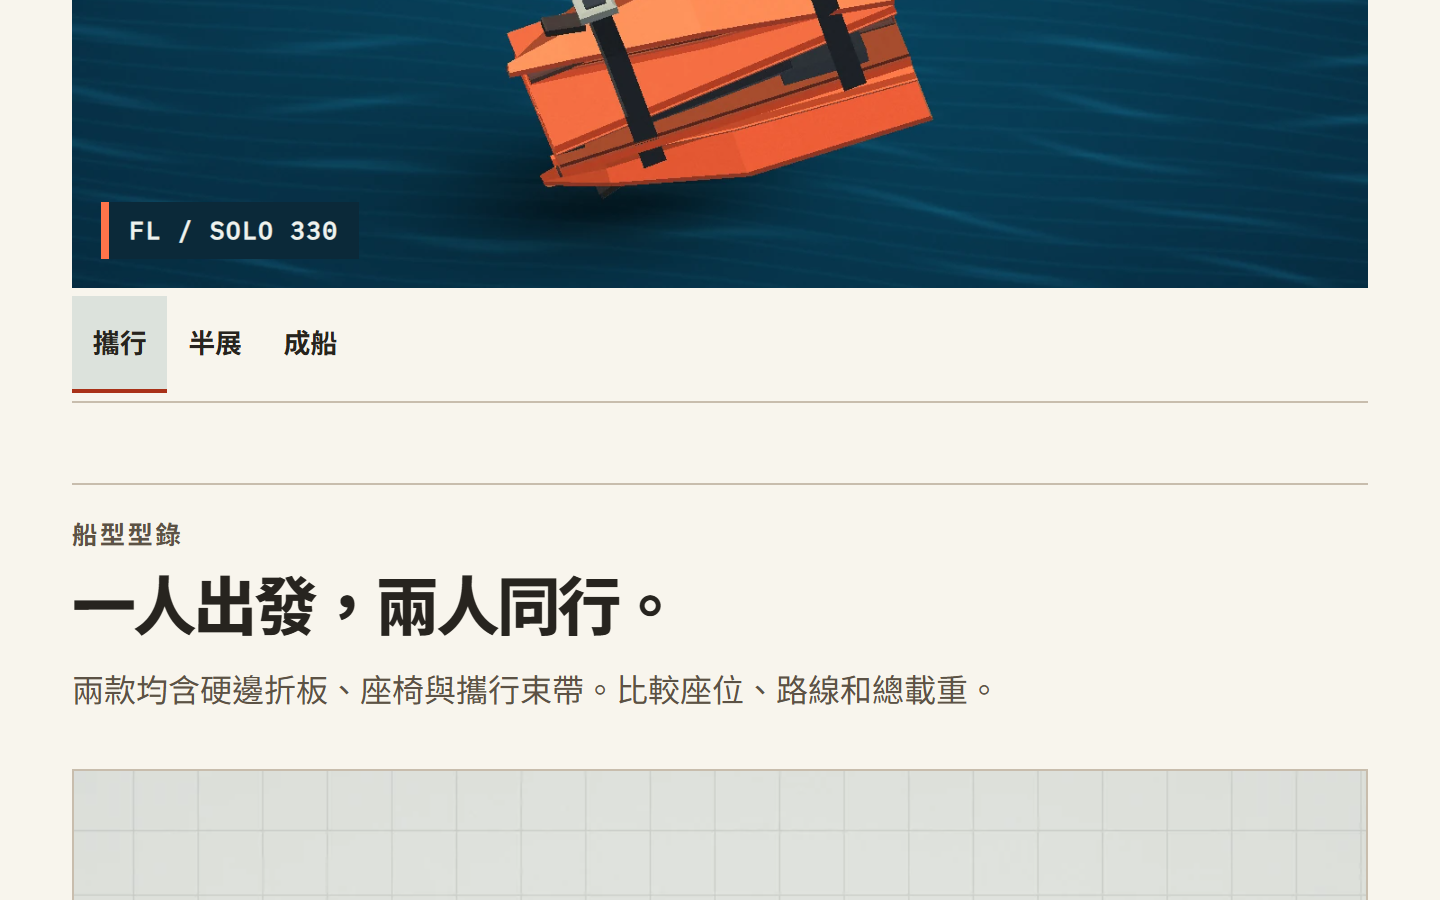 FL / SOLO 330
攜行 半展 成船
船型型錄
一人出發，兩人同行。
兩款均含硬邊折板、座椅與攜行束帶。比較座位、路線和總載重。